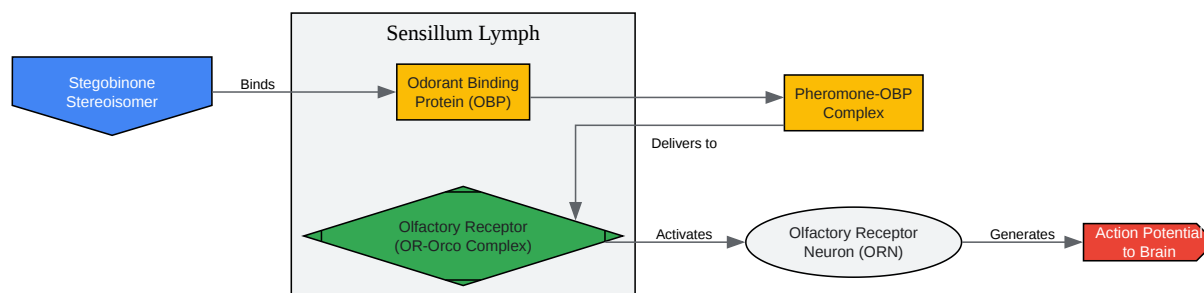 Sensillum Lymph
Stegobinone
Stereoisomer
Binds
Odorant Binding
Protein (OBP)
Pheromone-OBP
Complex
Delivers to
Olfactory Receptor
(OR-Orco Complex)
Activates
Olfactory Receptor
Neuron (ORN)
Generates
Action Potential
to Brain